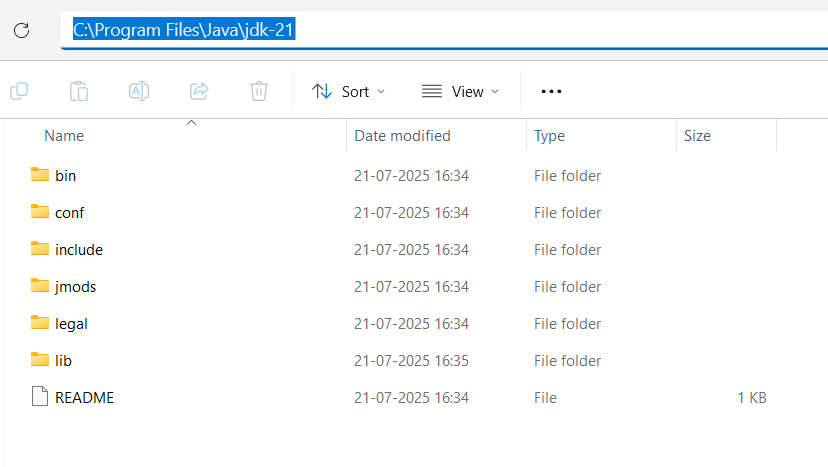 C:\Program Files\Java\jdk-21
Sort View
Name Date modified Type Size
bin 21-07-2025 16:34 File folder
conf 21-07-2025 16:34 File folder
include 21-07-2025 16:34 File folder
jmods 21-07-2025 16:34 File folder
legal 21-07-2025 16:34 File folder
lib 21-07-2025 16:35 File folder
README 21-07-2025 16:34 File 1 KB